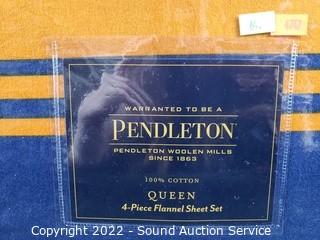 WARRANTED TO BE A
PENDLETON
PENDLETON WOOLEN MILLS
SINCE 1863
100% COTTON
QUEEN
4-Piece Flannel Sheet Set
Copyright 2022 - Sound Auction Service